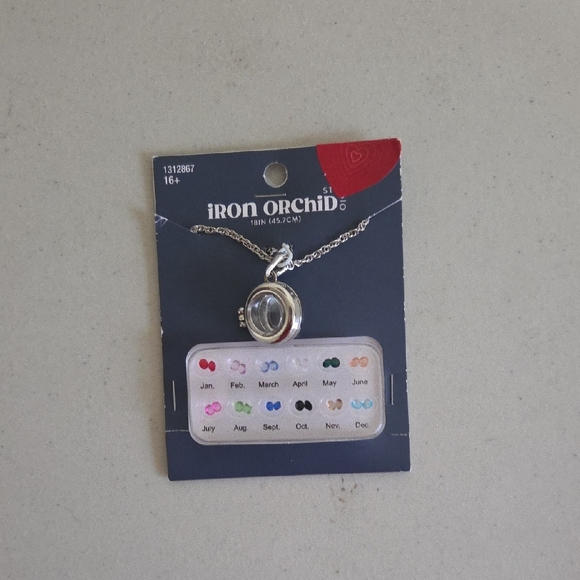 1312867
16+
ST
iRON ORCHiD
18IN (45.7CM)
Jan. Feb. March April May June
July Aug. Sept. Oct. Nov. Dec.